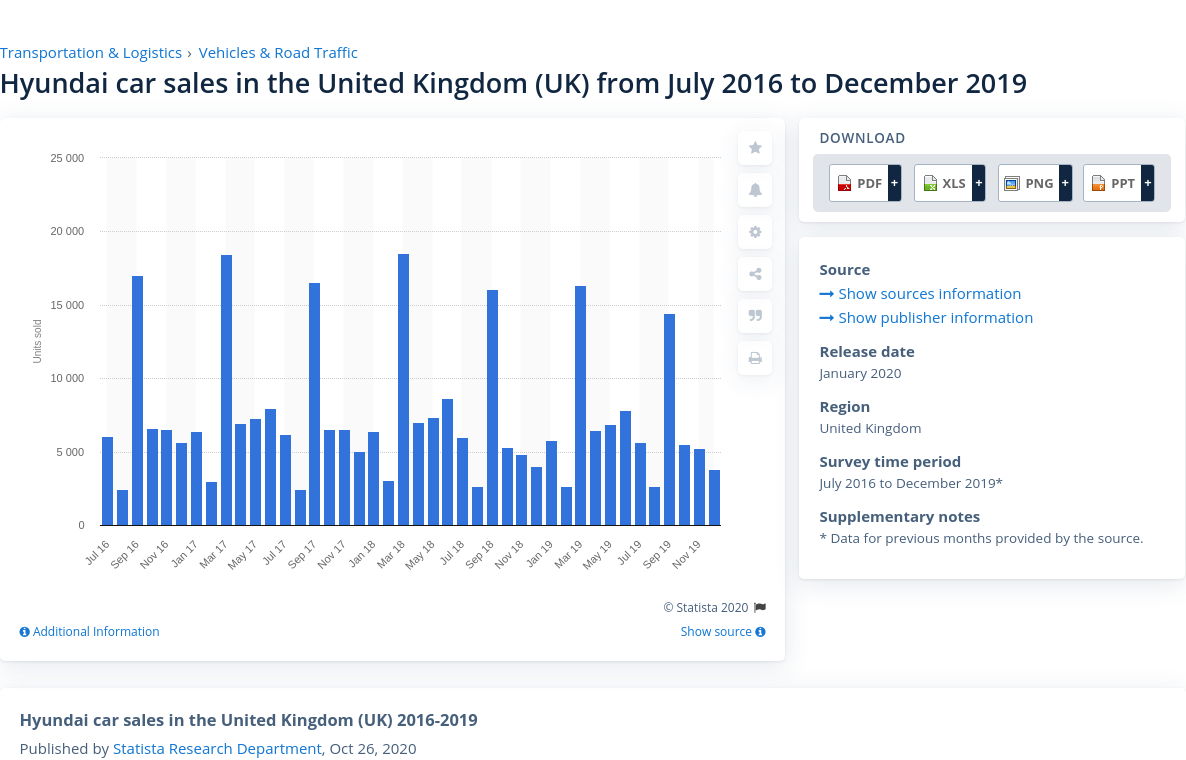 Transportation & Logistics › Vehicles & Road Traffic
Hyundai car sales in the United Kingdom (UK) from July 2016 to December 2019
25 000
20 000
15 000
10 000
5 000
0
Units sold
Jul 16
Sep 16
Nov 16
Jan 17
Mar 17
May 17
Jul 17
Sep 17
Nov 17
Jan 18
Mar 18
May 18
Jul 18
Sep 18
Nov 18
Jan 19
Mar 19
May 19
Jul 19
Sep 19
Nov 19
© Statista 2020
Additional Information
Show source
DOWNLOAD
PDF + XLS + PNG + PPT +
Source
Show sources information
Show publisher information
Release date
January 2020
Region
United Kingdom
Survey time period
July 2016 to December 2019*
Supplementary notes
* Data for previous months provided by the source.
Hyundai car sales in the United Kingdom (UK) 2016-2019
Published by Statista Research Department, Oct 26, 2020